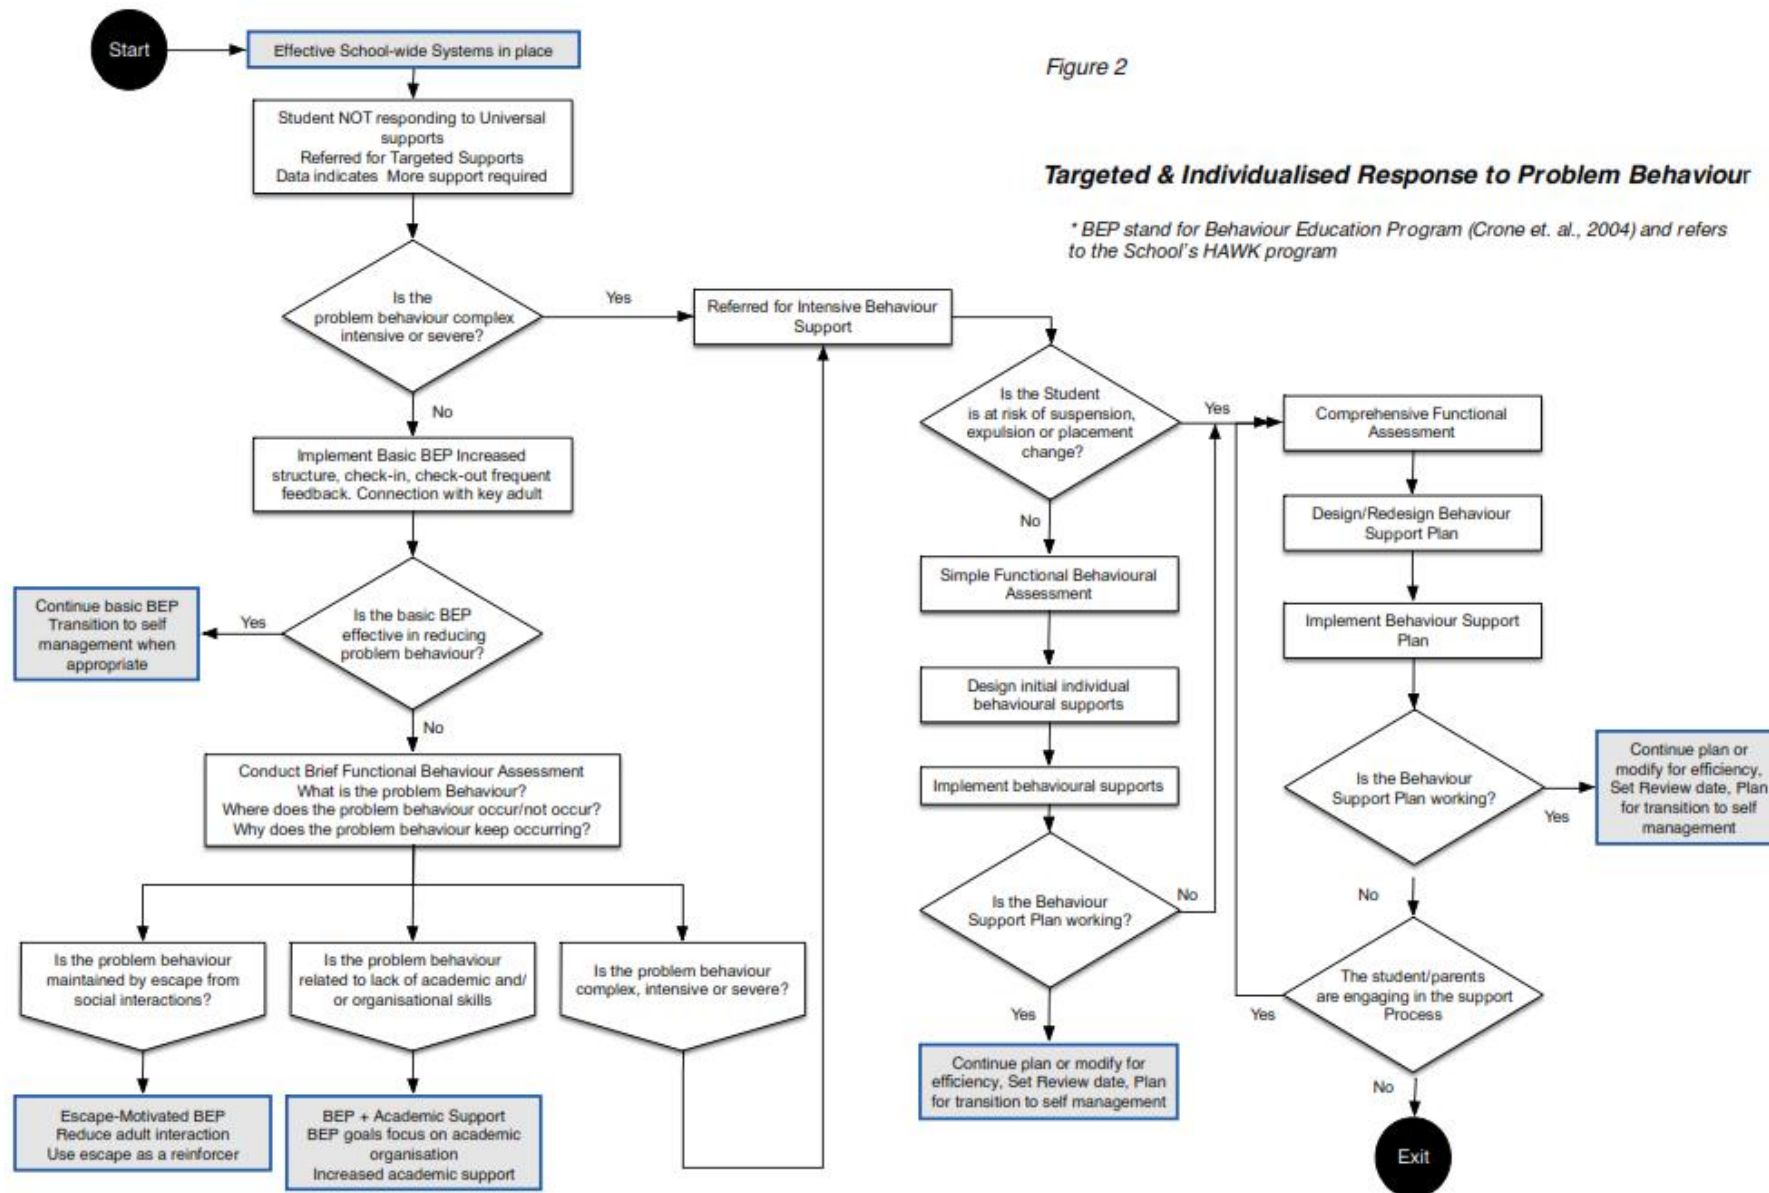 Start
Effective School-wide Systems in place
Figure 2
Student NOT responding to Universal
supports
Referred for Targeted Supports
Data indicates More support required
Targeted & Individualised Response to Problem Behaviour
* BEP stand for Behaviour Education Program (Crone et. al., 2004) and refers
to the School's HAWK program
Is the
problem behaviour complex
intensive or severe?
Yes
Referred for Intensive Behaviour
Support
No
Implement Basic BEP Increased
structure, check-in, check-out frequent
feedback. Connection with key adult
Is the basic BEP
effective in reducing
problem behaviour?
Yes
Continue basic BEP
Transition to self
management when
appropriate
No
Conduct Brief Functional Behaviour Assessment
What is the problem Behaviour?
Where does the problem behaviour occur/not occur?
Why does the problem behaviour keep occurring?
Is the problem behaviour
maintained by escape from
social interactions?
Is the problem behaviour
related to lack of academic and/
or organisational skills
Is the problem behaviour
complex, intensive or severe?
Escape-Motivated BEP
Reduce adult interaction
Use escape as a reinforcer
BEP + Academic Support
BEP goals focus on academic
organisation
Increased academic support
Is the Student
is at risk of suspension,
expulsion or placement
change?
Yes
No
Simple Functional Behavioural
Assessment
Design initial individual
behavioural supports
Implement behavioural supports
Is the Behaviour
Support Plan working?
No
Yes
Continue plan or modify for
efficiency, Set Review date, Plan
for transition to self management
Comprehensive Functional
Assessment
Design/Redesign Behaviour
Support Plan
Implement Behaviour Support
Plan
Is the Behaviour
Support Plan working?
Yes
Continue plan or
modify for efficiency,
Set Review date, Plan
for transition to self
management
No
The student/parents
are engaging in the support
Process
Yes
No
Exit